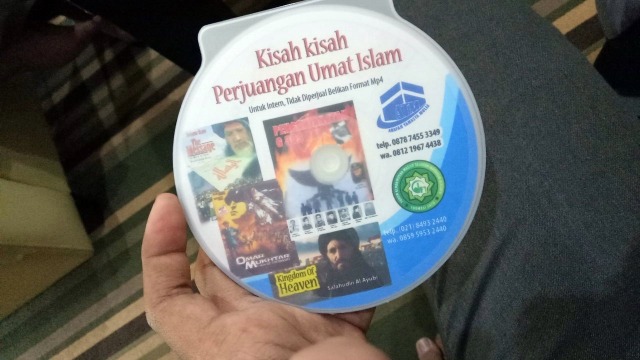 Kisah kisah
Perjuangan Umat Islam
Untuk Intern, Tidak Diperjual Belikan Format Mp4
telp. 0878 7455 3349
wa. 0812 1967 4438
telp. (021) 8493 2440
wa. 0859 5953 2440
OMAR
MUKHTAR
Kingdom Of
Heaven
Salahudin Al Ayubi